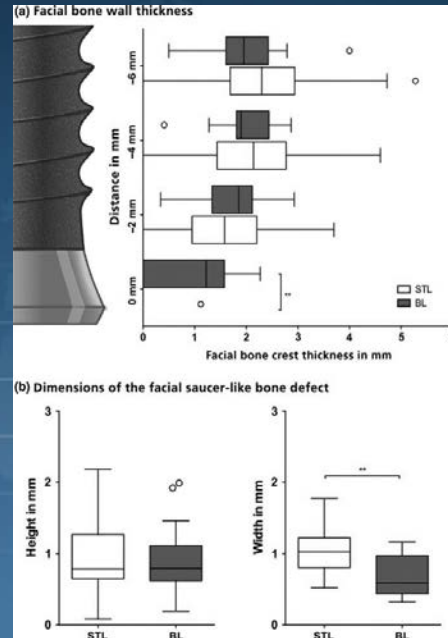 (a) Facial bone wall thickness
Distance in mm
-6 mm
-4 mm
-2 mm
0 mm
**
STL
BL
0
1
2
3
4
5
Facial bone crest thickness in mm
(b) Dimensions of the facial saucer-like bone defect
Height in mm
3
2
1
0
STL
BL
Width in mm
3
2
1
0
**
STL
BL